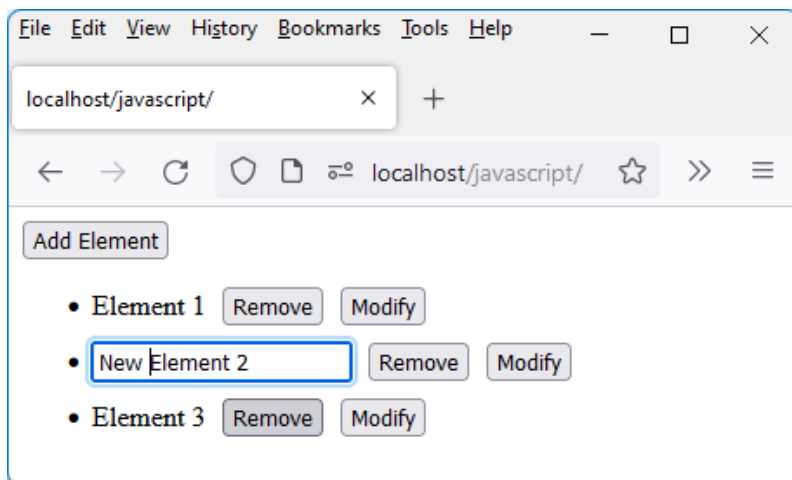 File Edit View History Bookmarks Tools Help
localhost/javascript/
localhost/javascript/
Add Element
Element 1 Remove Modify
New Element 2 Remove Modify
Element 3 Remove Modify